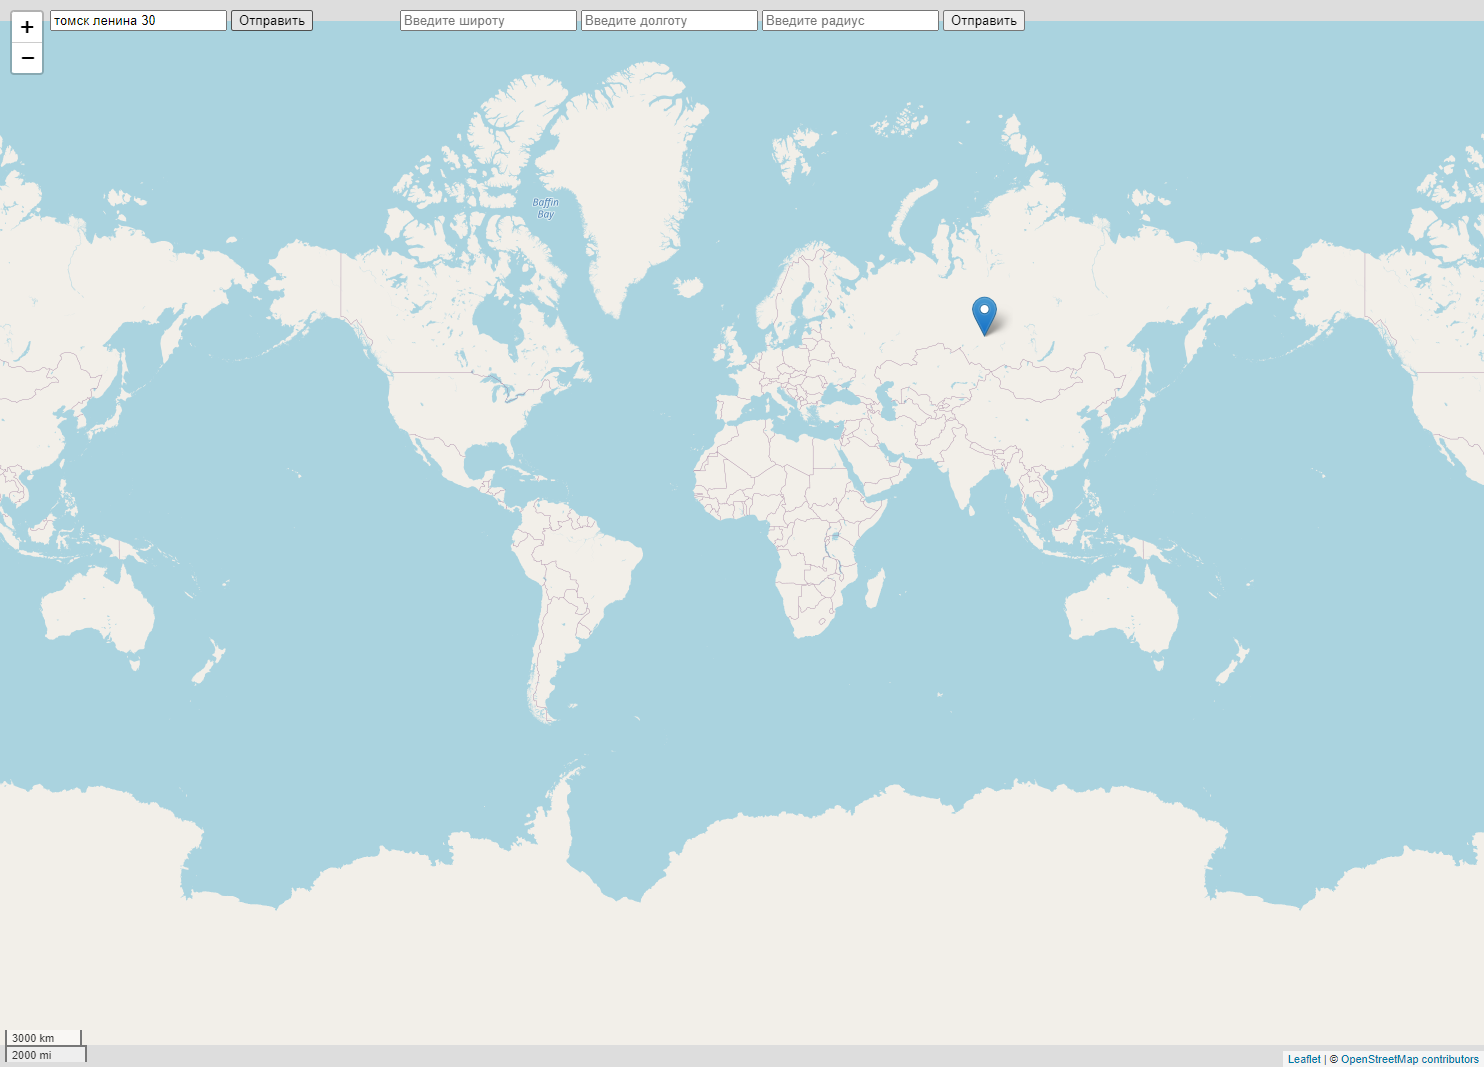 +
томск ленина 30 Отправить
Введите широту Введите долготу Введите радиус Отправить
−
Baffin
Bay
3000 km
2000 mi
Leaflet | © OpenStreetMap contributors